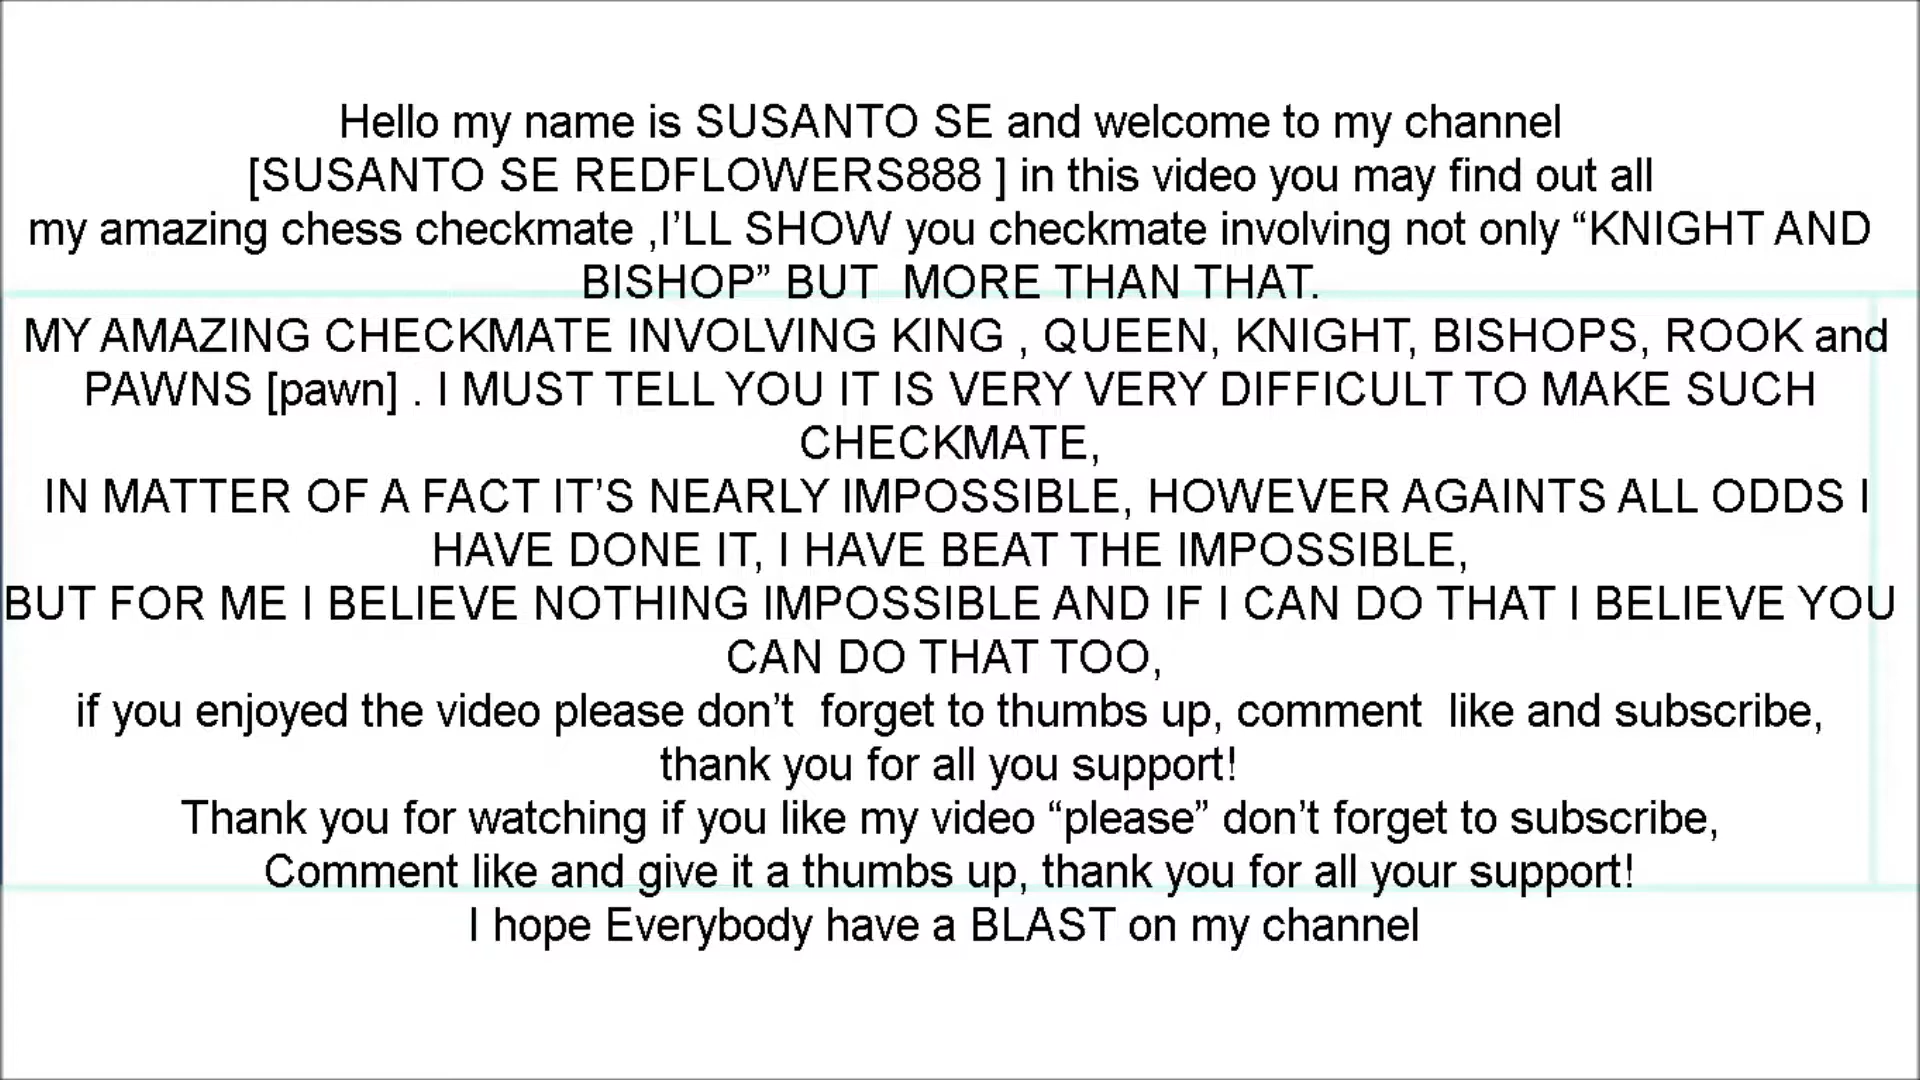 Hello my name is SUSANTO SE and welcome to my channel
[SUSANTO SE REDFLOWERS888 ] in this video you may find out all
my amazing chess checkmate ,I’LL SHOW you checkmate involving not only “KNIGHT AND
BISHOP” BUT  MORE THAN THAT.
MY AMAZING CHECKMATE INVOLVING KING , QUEEN, KNIGHT, BISHOPS, ROOK and
PAWNS [pawn] . I MUST TELL YOU IT IS VERY VERY DIFFICULT TO MAKE SUCH
CHECKMATE,
IN MATTER OF A FACT IT’S NEARLY IMPOSSIBLE, HOWEVER AGAINTS ALL ODDS I
HAVE DONE IT, I HAVE BEAT THE IMPOSSIBLE,
BUT FOR ME I BELIEVE NOTHING IMPOSSIBLE AND IF I CAN DO THAT I BELIEVE YOU
CAN DO THAT TOO,
if you enjoyed the video please don’t  forget to thumbs up, comment  like and subscribe,
thank you for all you support!
Thank you for watching if you like my video “please” don’t forget to subscribe,
Comment like and give it a thumbs up, thank you for all your support!
I hope Everybody have a BLAST on my channel